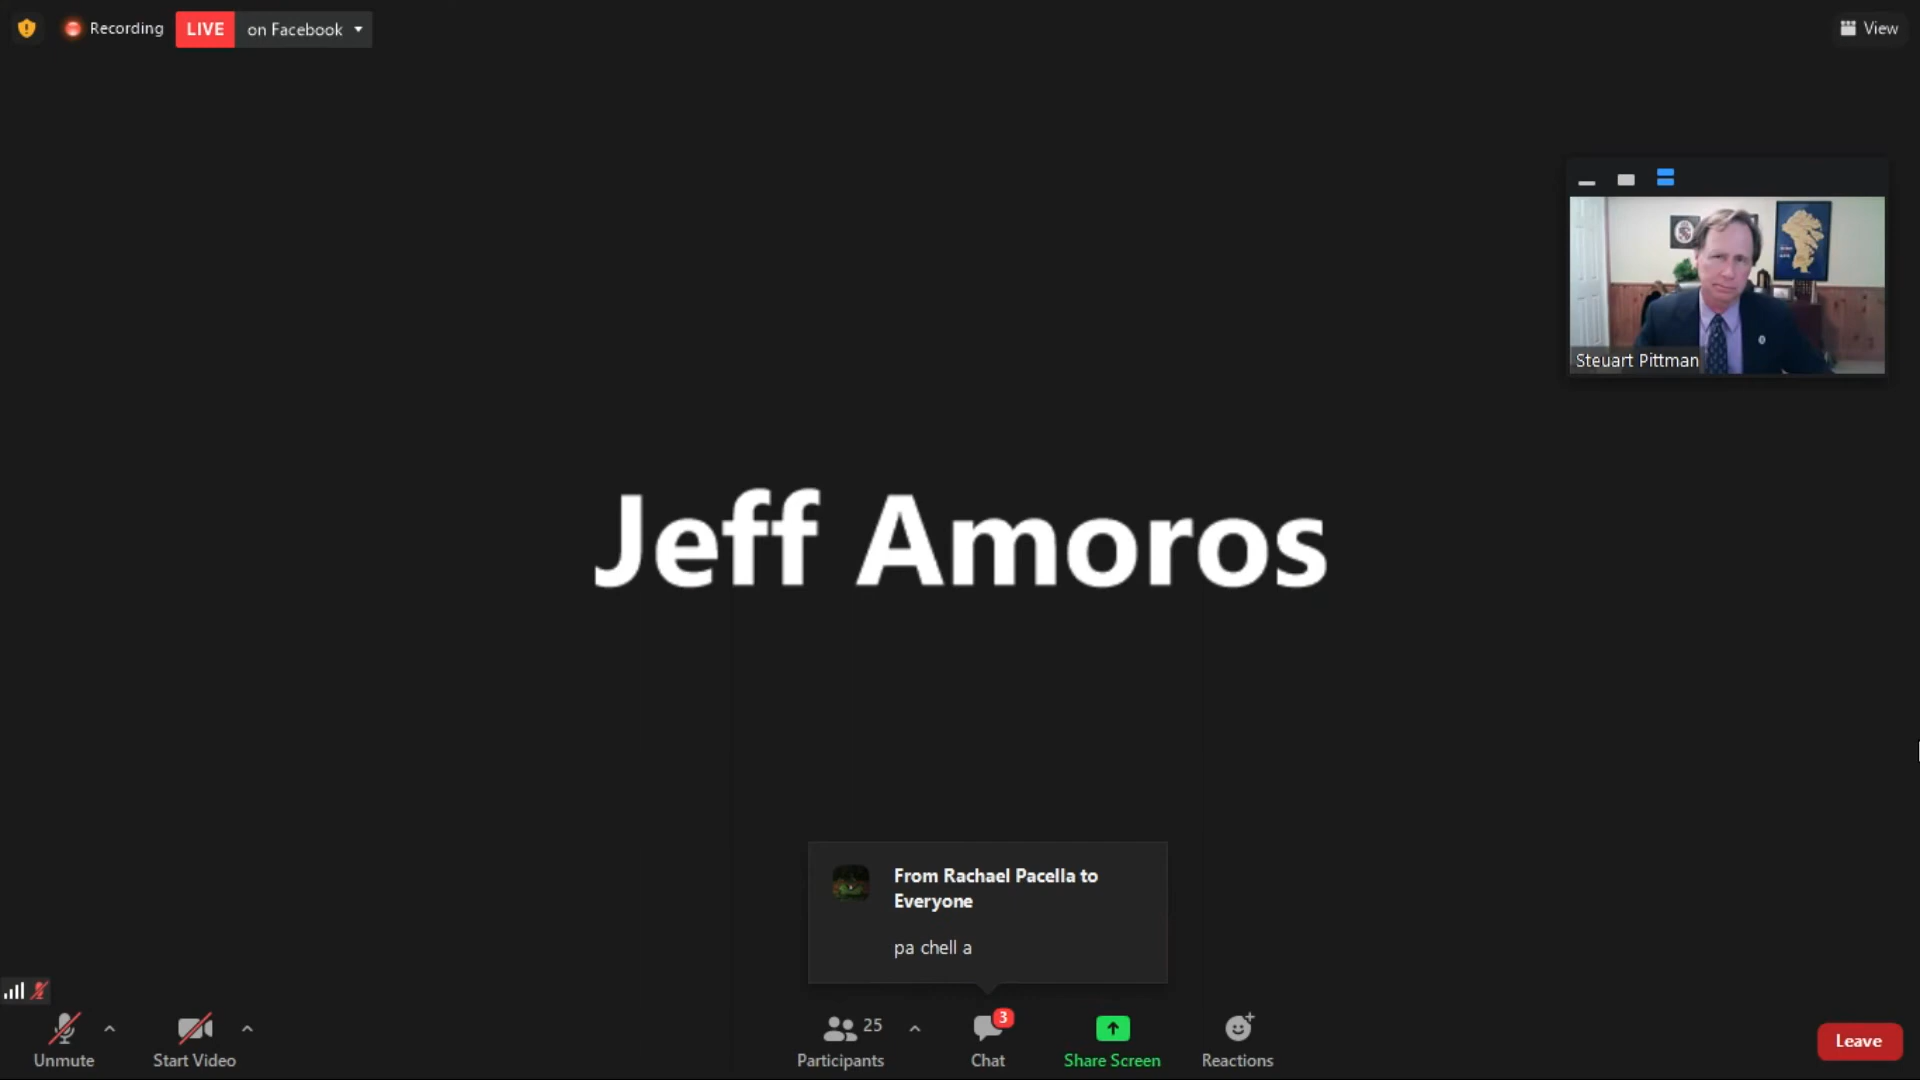 Recording
LIVE on Facebook
View
Steuart Pittman
Jeff Amoros
From Rachael Pacella to
Everyone
pa chell a
Unmute
Start Video
25
Participants
3
Chat
Share Screen
Reactions
Leave